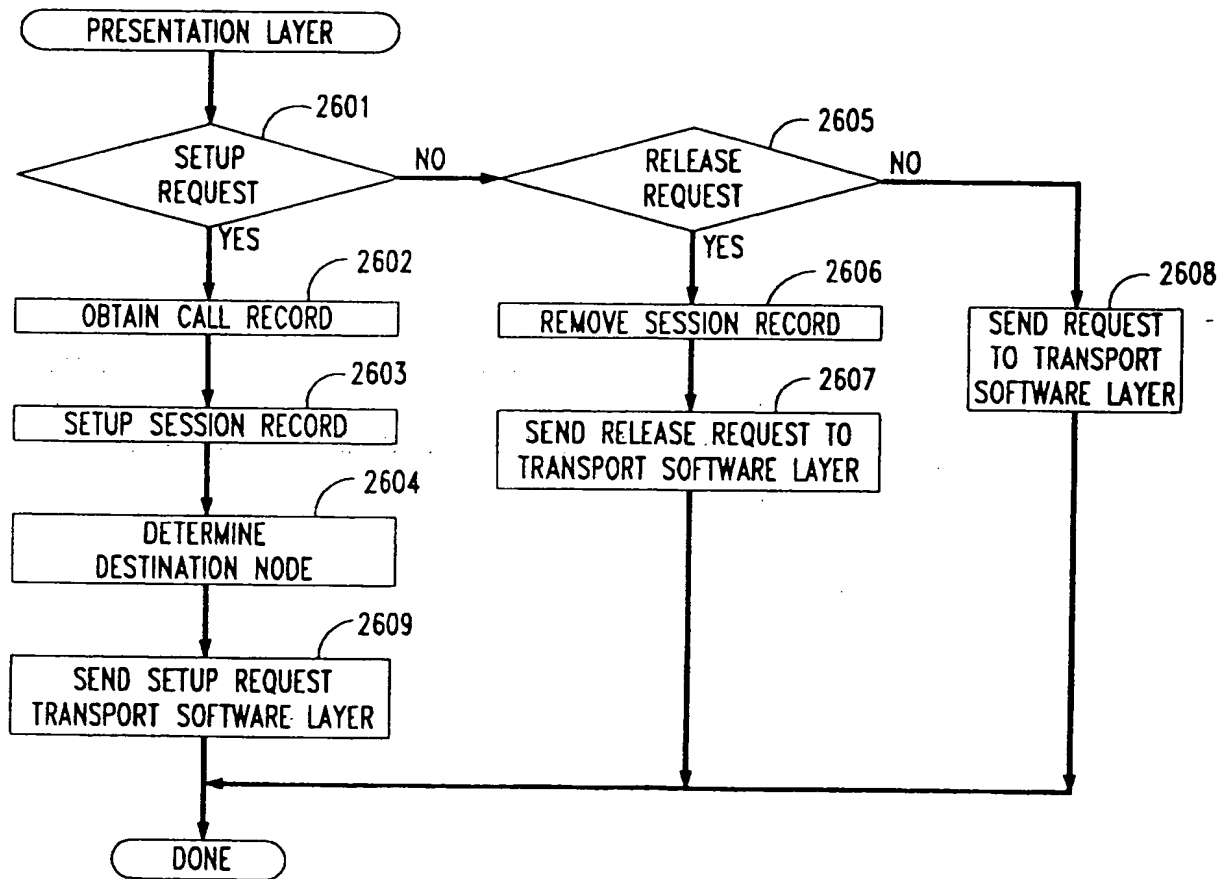 PRESENTATION LAYER
2601
SETUP
REQUEST
NO
YES
2605
RELEASE
REQUEST
NO
YES
2602
OBTAIN CALL RECORD
2603
SETUP SESSION RECORD
2604
DETERMINE
DESTINATION NODE
2609
SEND SETUP REQUEST
TRANSPORT SOFTWARE LAYER
2606
REMOVE SESSION RECORD
2607
SEND RELEASE REQUEST TO
TRANSPORT SOFTWARE LAYER
2608
SEND REQUEST
TO TRANSPORT
SOFTWARE LAYER
DONE